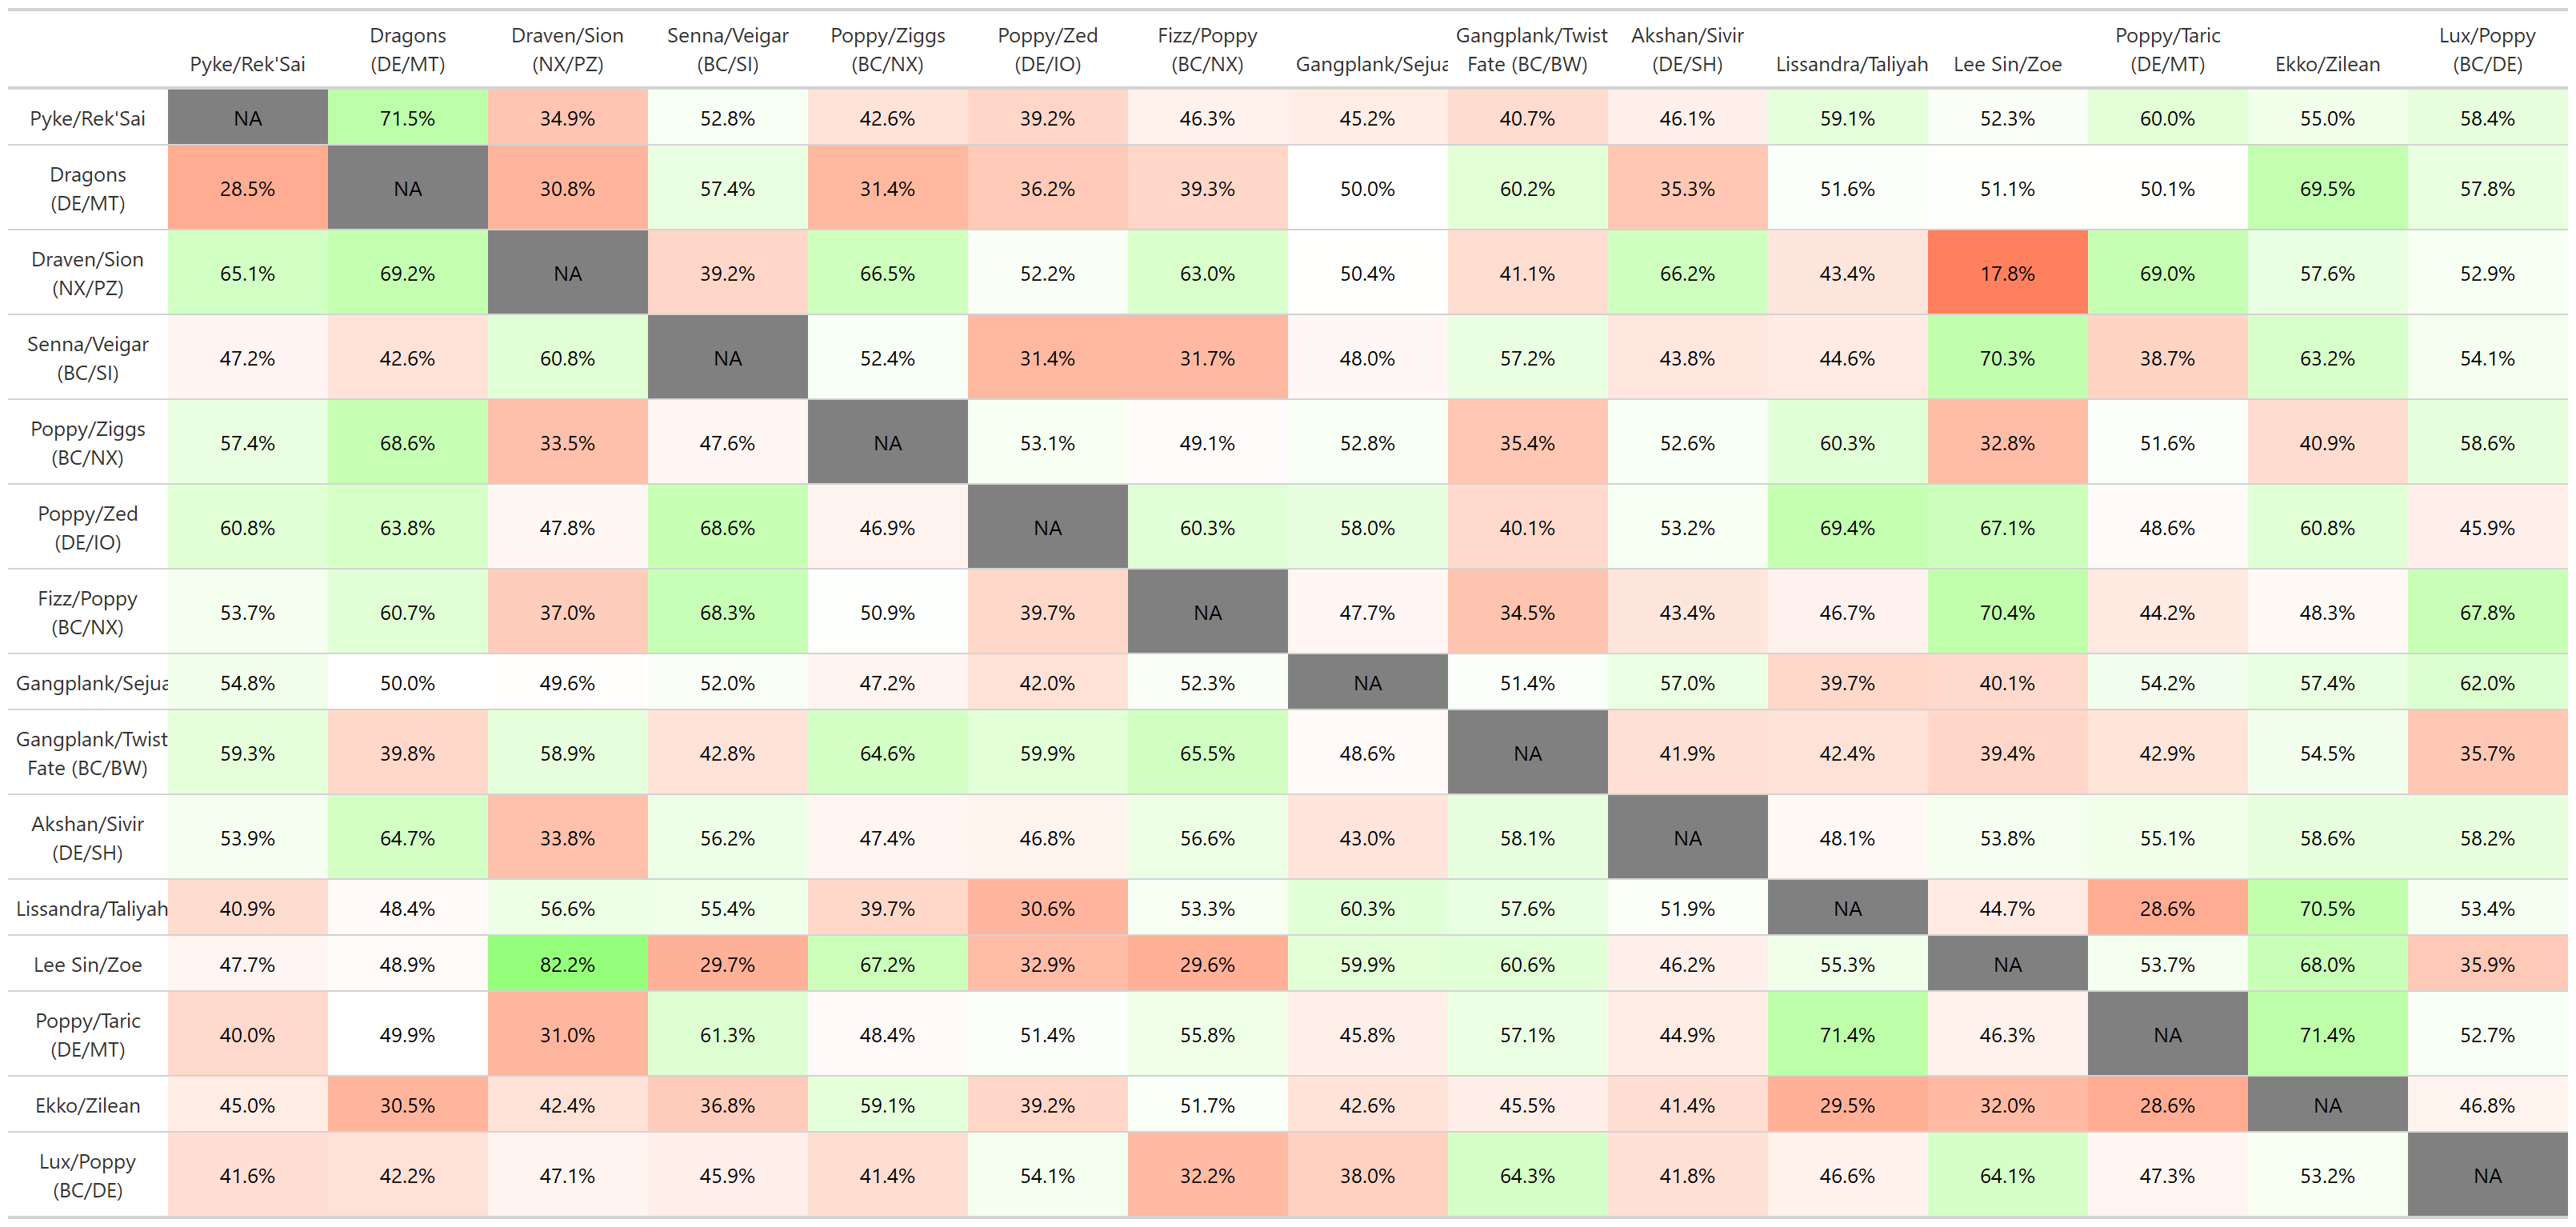 Pyke/Rek'Sai Dragons (DE/MT) Draven/Sion (NX/PZ) Senna/Veigar (BC/SI) Poppy/Ziggs (BC/NX) Poppy/Zed (DE/IO) Fizz/Poppy (BC/NX) Gangplank/Sejua Gangplank/Twist Fate (BC/BW) Akshan/Sivir (DE/SH) Lissandra/Taliyah Lee Sin/Zoe Poppy/Taric (DE/MT) Ekko/Zilean Lux/Poppy (BC/DE)
Pyke/Rek'Sai NA 71.5% 34.9% 52.8% 42.6% 39.2% 46.3% 45.2% 40.7% 46.1% 59.1% 52.3% 60.0% 55.0% 58.4%
Dragons (DE/MT) 28.5% NA 30.8% 57.4% 31.4% 36.2% 39.3% 50.0% 60.2% 35.3% 51.6% 51.1% 50.1% 69.5% 57.8%
Draven/Sion (NX/PZ) 65.1% 69.2% NA 39.2% 66.5% 52.2% 63.0% 50.4% 41.1% 66.2% 43.4% 17.8% 69.0% 57.6% 52.9%
Senna/Veigar (BC/SI) 47.2% 42.6% 60.8% NA 52.4% 31.4% 31.7% 48.0% 57.2% 43.8% 44.6% 70.3% 38.7% 63.2% 54.1%
Poppy/Ziggs (BC/NX) 57.4% 68.6% 33.5% 47.6% NA 53.1% 49.1% 52.8% 35.4% 52.6% 60.3% 32.8% 51.6% 40.9% 58.6%
Poppy/Zed (DE/IO) 60.8% 63.8% 47.8% 68.6% 46.9% NA 60.3% 58.0% 40.1% 53.2% 69.4% 67.1% 48.6% 60.8% 45.9%
Fizz/Poppy (BC/NX) 53.7% 60.7% 37.0% 68.3% 50.9% 39.7% NA 47.7% 34.5% 43.4% 46.7% 70.4% 44.2% 48.3% 67.8%
Gangplank/Sejua 54.8% 50.0% 49.6% 52.0% 47.2% 42.0% 52.3% NA 51.4% 57.0% 39.7% 40.1% 54.2% 57.4% 62.0%
Gangplank/Twist Fate (BC/BW) 59.3% 39.8% 58.9% 42.8% 64.6% 59.9% 65.5% 48.6% NA 41.9% 42.4% 39.4% 42.9% 54.5% 35.7%
Akshan/Sivir (DE/SH) 53.9% 64.7% 33.8% 56.2% 47.4% 46.8% 56.6% 43.0% 58.1% NA 48.1% 53.8% 55.1% 58.6% 58.2%
Lissandra/Taliyah 40.9% 48.4% 56.6% 55.4% 39.7% 30.6% 53.3% 60.3% 57.6% 51.9% NA 44.7% 28.6% 70.5% 53.4%
Lee Sin/Zoe 47.7% 48.9% 82.2% 29.7% 67.2% 32.9% 29.6% 59.9% 60.6% 46.2% 55.3% NA 53.7% 68.0% 35.9%
Poppy/Taric (DE/MT) 40.0% 49.9% 31.0% 61.3% 48.4% 51.4% 55.8% 45.8% 57.1% 44.9% 71.4% 46.3% NA 71.4% 52.7%
Ekko/Zilean 45.0% 30.5% 42.4% 36.8% 59.1% 39.2% 51.7% 42.6% 45.5% 41.4% 29.5% 32.0% 28.6% NA 46.8%
Lux/Poppy (BC/DE) 41.6% 42.2% 47.1% 45.9% 41.4% 54.1% 32.2% 38.0% 64.3% 41.8% 46.6% 64.1% 47.3% 53.2% NA